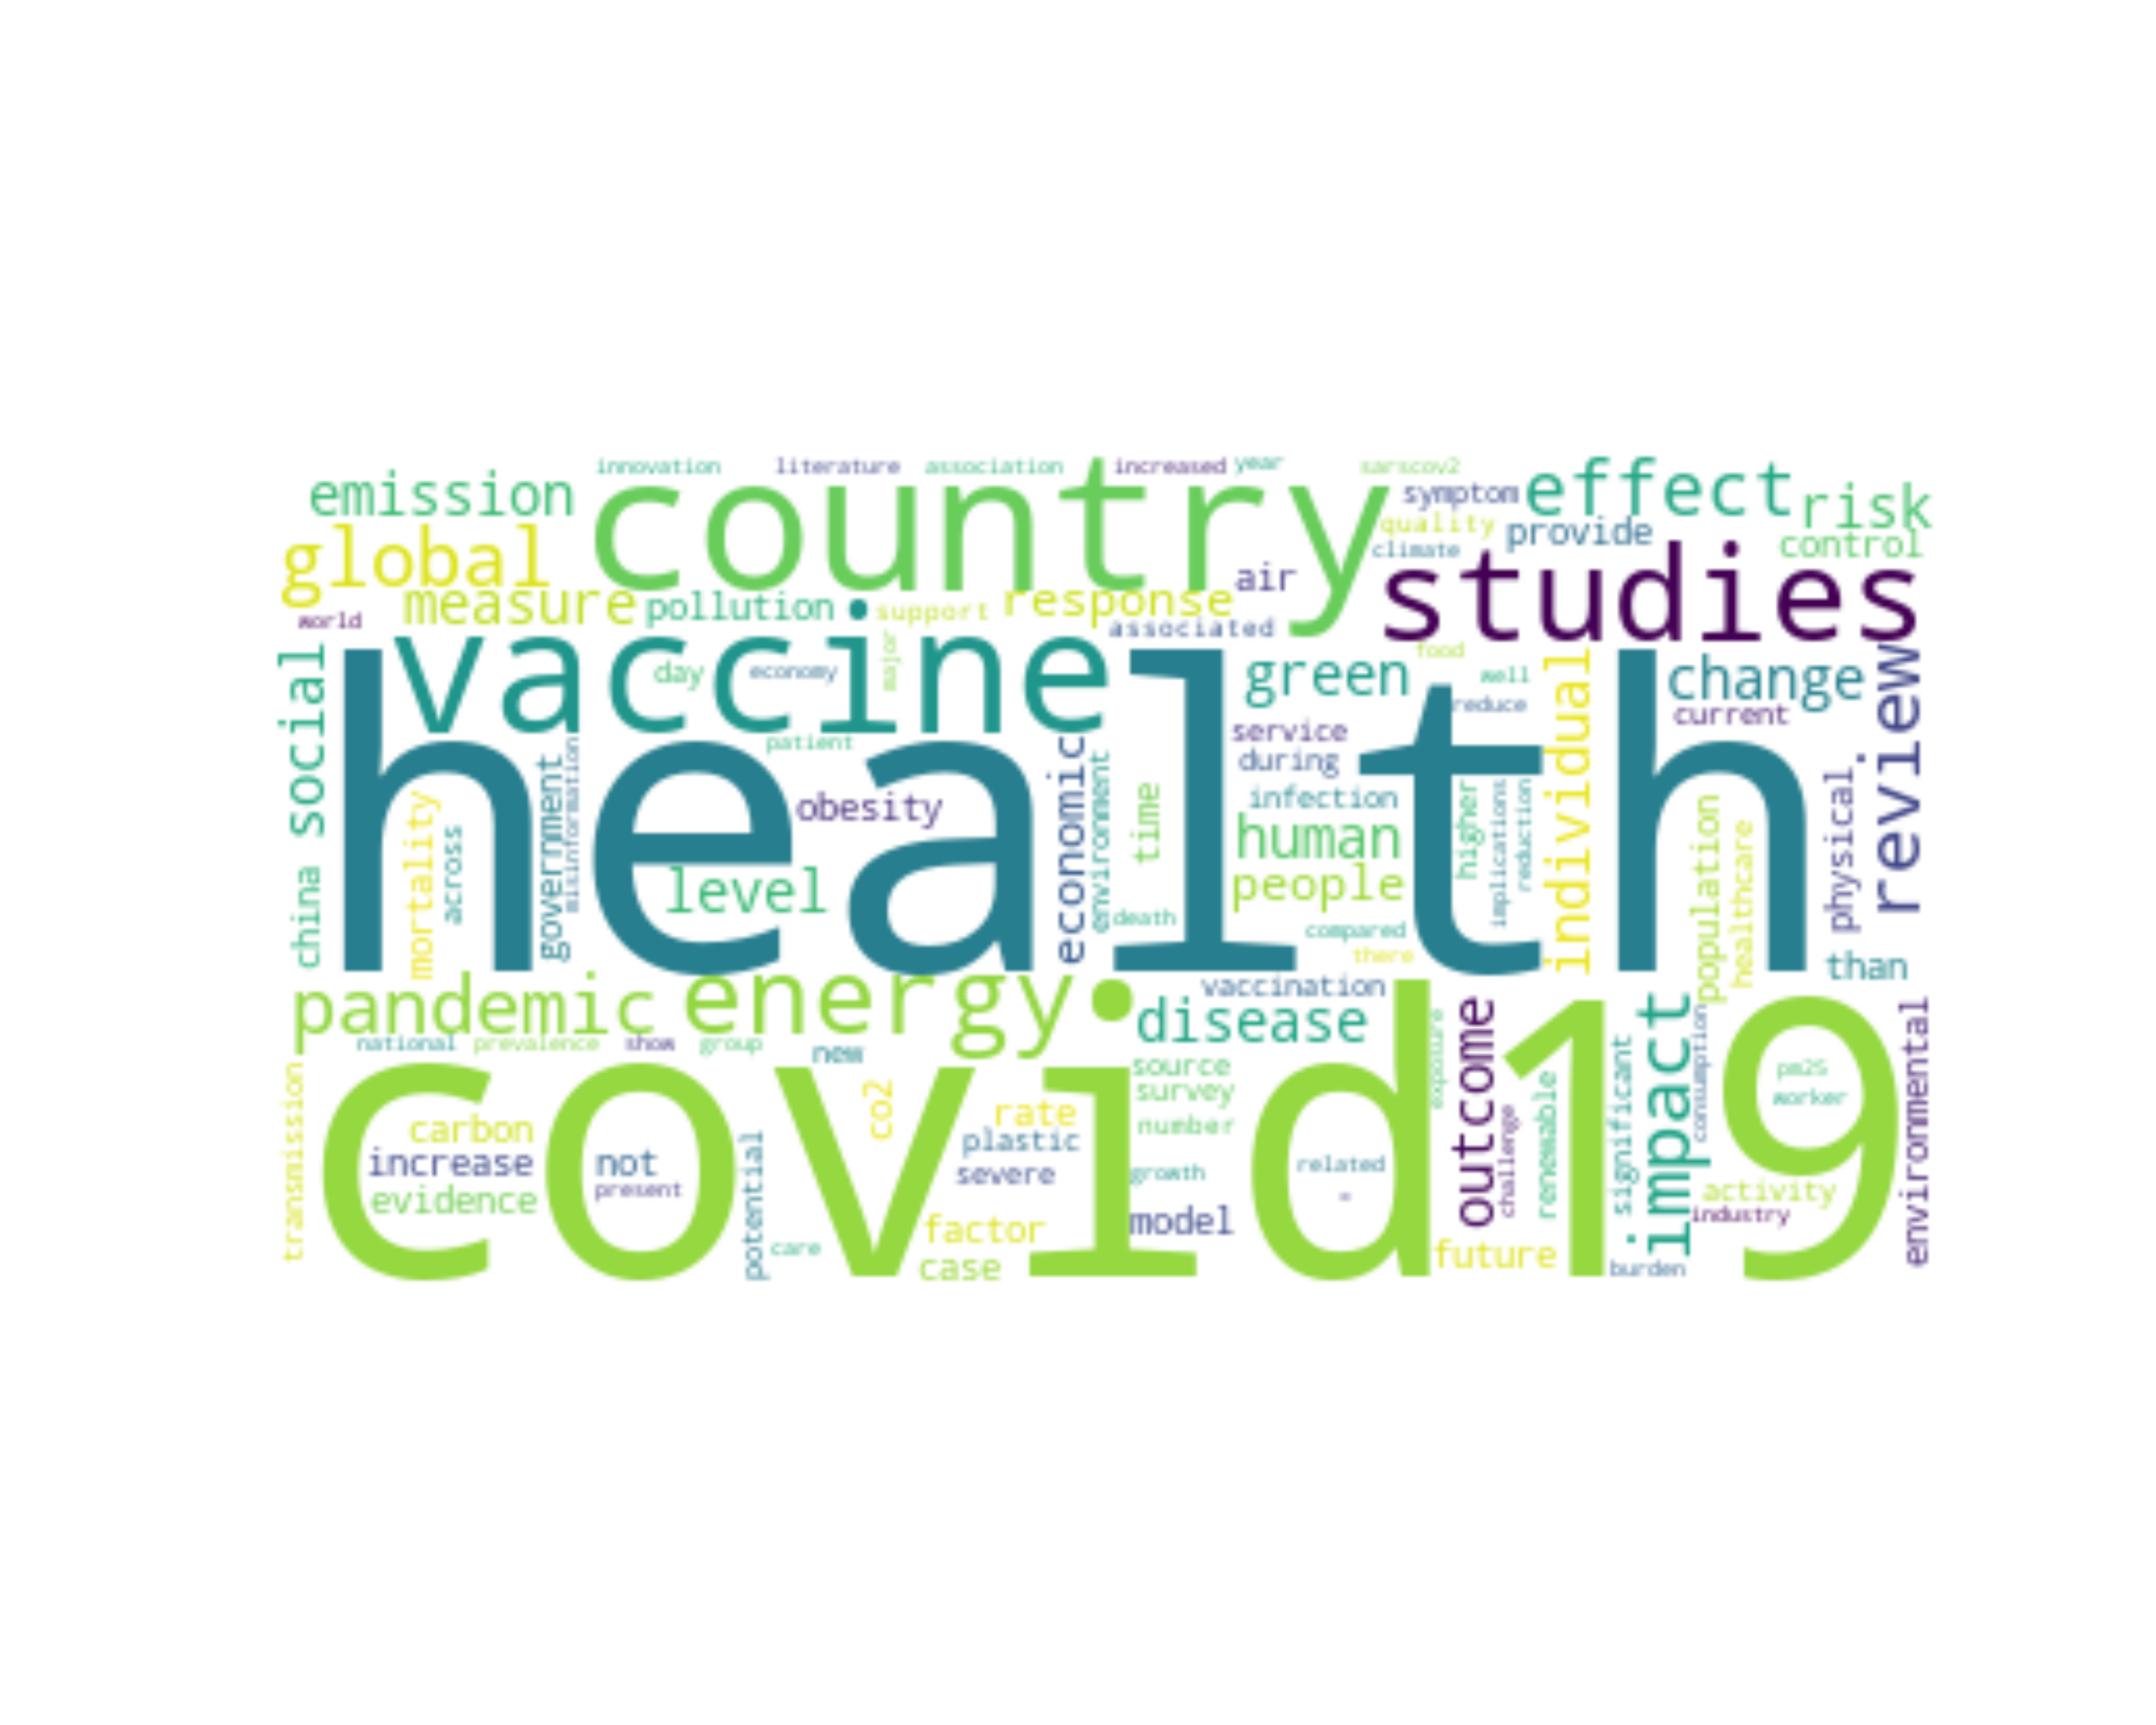 innovation literature association increased year sarscov2
emission country symptom effect risk
global quality provide control
climate
measure pollution support response air studies
world associated
social vaccine day economy major green food well change review
reduce current
health
service
patient during
china mortality across government misinformation obesity level economic environment time infection human people higher implications reduction individual population healthcare physical
death compared
there than
pandemic energy vaccination
disease
national prevalence show group new
covid19
transmission source exposure outcome renewable significant impact consumption pm25 environmental
survey worker
carbon co2 rate number challenge
increase not plastic
evidence present potential severe growth related activity
=
factor model industry
care case future burden